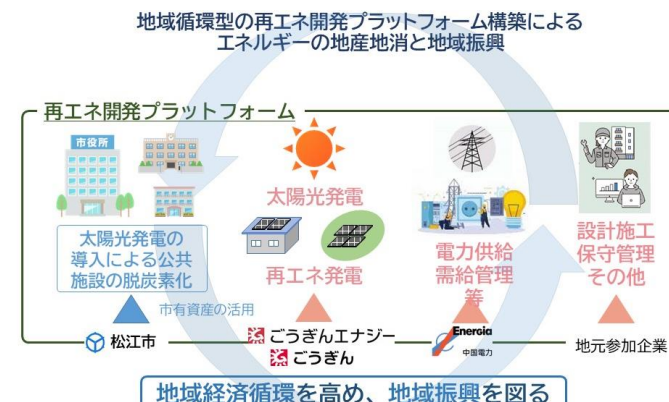 地域循環型の再エネ開発プラットフォーム構築による
エネルギーの地産地消と地域振興
再エネ開発プラットフォーム
市役所
太陽光発電の
導入による公共
施設の脱炭素化
市有資産の活用
松江市
太陽光発電
再エネ発電
ごうぎんエナジー
ごうぎん
電力供給
需給管理
等
Energia
中国電力
設計施工
保守管理
その他
地元参加企業
地域経済循環を高め、地域振興を図る